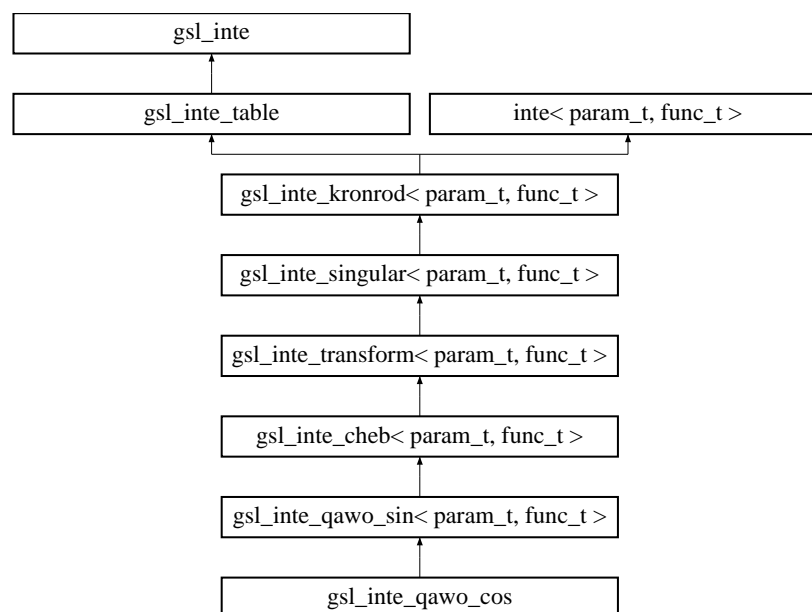 gsl_inte
gsl_inte_table
inte< param_t, func_t >
gsl_inte_kronrod< param_t, func_t >
gsl_inte_singular< param_t, func_t >
gsl_inte_transform< param_t, func_t >
gsl_inte_cheb< param_t, func_t >
gsl_inte_qawo_sin< param_t, func_t >
gsl_inte_qawo_cos